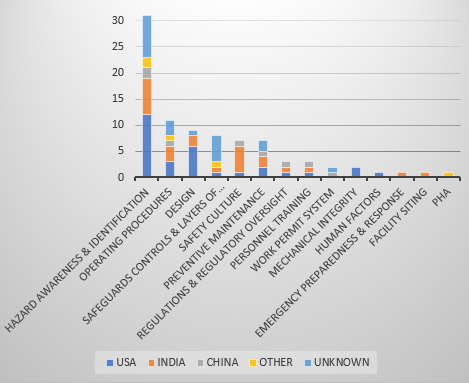 30
25
20
15
10
5
0
HAZARD AWARENESS & IDENTIFICATION
OPERATING PROCEDURES
DESIGN
SAFEGUARDS CONTROLS & LAYERS OF...
SAFETY CULTURE
PREVENTIVE MAINTENANCE
REGULATIONS & REGULATORY OVERSIGHT
PERSONNEL TRAINING
WORK PERMIT SYSTEM
MECHANICAL INTEGRITY
HUMAN FACTORS
EMERGENCY PREPAREDNESS & RESPONSE
FACILITY SITING
PHA
USA INDIA CHINA OTHER UNKNOWN